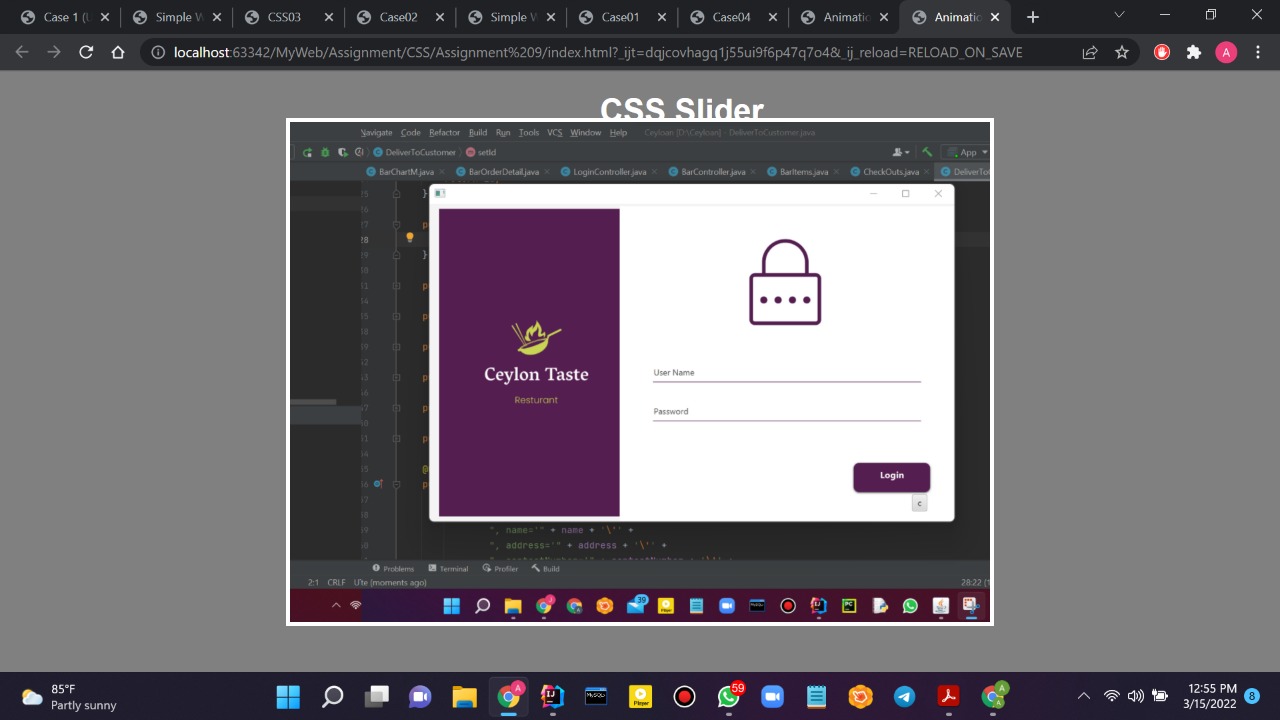 Case 1 (U
Simple W
CSS03
Case02
Simple W
Case01
Case04
Animatio
Animatio
localhost:63342/MyWeb/Assignment/CSS/Assignment%209/index.html?_ijt=dqjcovhagq1j55ui9f6p47q7o4&_ij_reload=RELOAD_ON_SAVE
A
CSS Slider
Navigate Code Refactor Build Run Tools VCS Window Help Ceyloan [D:\Ceyloan] - DeliverToCustomer.java
DeliverToCustomer setId
App
BarChartM.java BarOrderDetail.java LoginController.java BarController.java BarItems.java CheckOuts.java DeliverTo
Ceylon Taste
Resturant
User Name
Password
Login
c
", name='" + name + '\'' +
", address='" + address + '\'' +
Problems Terminal Profiler Build
2:1 CRLF
(moments ago)
28:22
39
85°F
Partly sunny
59
12:55 PM
3/15/2022
8